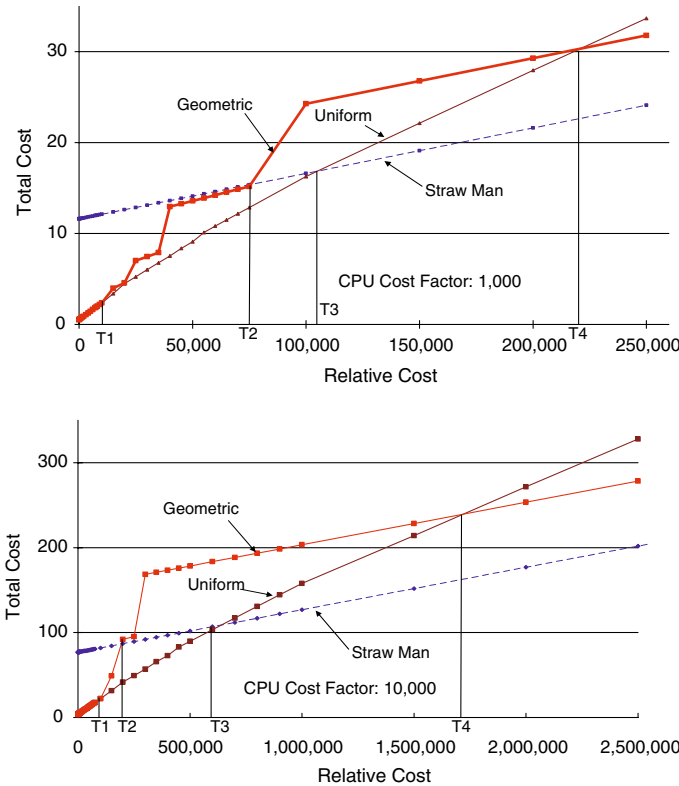 30
Geometric
Uniform
20
Total Cost
Straw Man
10
CPU Cost Factor: 1,000
T3
0
T1
T2
T4
0
50,000
100,000
150,000
200,000
250,000
Relative Cost
300
Geometric
200
Total Cost
Uniform
100
Straw Man
CPU Cost Factor: 10,000
0
T1
T2
T3
T4
0
500,000
1,000,000
1,500,000
2,000,000
2,500,000
Relative Cost